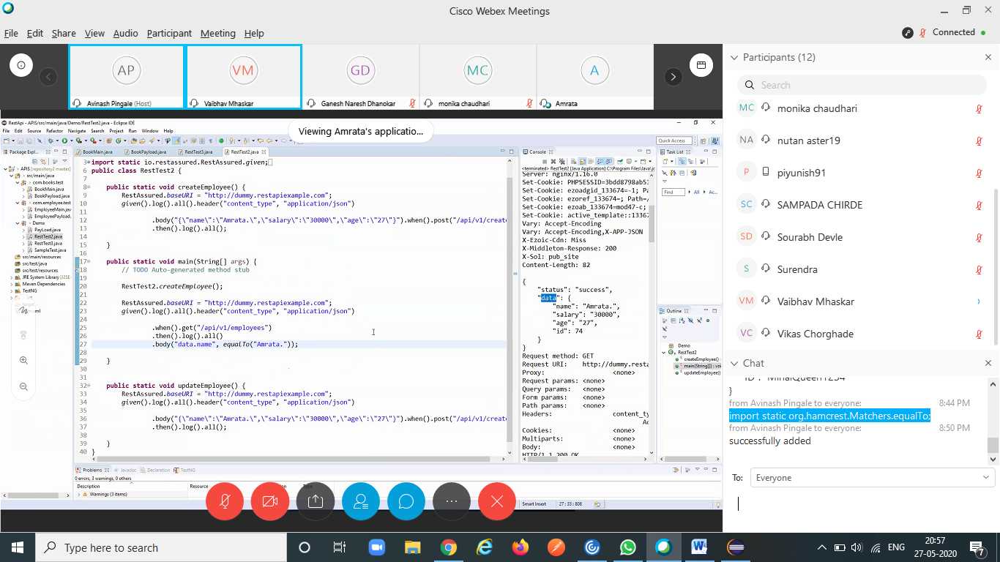 Cisco Webex Meetings
File Edit Share View Audio Participant Meeting Help
Connected
AP
VM
GD
MC
A
Avinash Pingale (Host)
Vaibhav Mhaskar
Ganesh Naresh Dhanokar
monika chaudhari
Amrata
RestApi - APIS/src/main/java/Demo/RestTest2.java - Eclipse IDE
Viewing Amrata's applicatio...
File Edit Source Refactor Navigate Search Project Run Window Help
Quick Access
Package Expl...
APIS [repository2 master]
src/main/java
com.books.test
BookMain.java
BookPayload.java
com.employee.test
EmployeeMain.jav
EmployeePayload.
Demo
PayLoad.java
RestTest2.java
RestTest3.java
SampleTest.java
src/main/resources
src/test/java
src/test/resources
JRE System Library [J2SE-
Maven Dependencies
TestNG
BookMain.java BookPayload.java RestTest3.java RestTest2.java
3 import static io.restassured.RestAssured.given;
6 public class RestTest2 {
7
8 public static void createEmployee() {
9 RestAssured.baseURI = "http://dummy.restapiexample.com";
10 given().log().all().header("content_type", "application/json")
11
12 .body("{\"name\":\"Amrata.\",\"salary\":\"30000\",\"age\":\"27\"}").when().post("/api/v1/create
13 .then().log().all();
14
15 }
16
17 public static void main(String[] args) {
18 // TODO Auto-generated method stub
19
20 RestTest2.createEmployee();
21
22 RestAssured.baseURI = "http://dummy.restapiexample.com";
23 given().log().all().header("content_type", "application/json")
24
25 .when().get("/api/v1/employees")
26 .then().log().all()
27 .body("data.name", equalTo("Amrata."));
28
29 }
30
31
32 public static void updateEmployee() {
33 RestAssured.baseURI = "http://dummy.restapiexample.com";
34 given().log().all().header("content_type", "application/json")
35
36 .body("{\"name\":\"Amrata.\",\"salary\":\"30000\",\"age\":\"27\"}").when().post("/api/v1/create
37 .then().log().all();
38
39 }
40 }
Console
<terminated> RestTest2 [Java Application] C:\Program Files\Java\j
Server: nginx/1.16.0
Set-Cookie: PHPSESSID=3bdd8798ab51
Set-Cookie: ezoadgid_133674=-1; Pa
Set-Cookie: ezoref_133674=; Path=/
Set-Cookie: ezoab_133674=mod47-c;
Set-Cookie: active_template::13367
Vary: Accept-Encoding
Vary: Accept-Encoding,X-APP-JSON
X-Ezoic-Cdn: Miss
X-Middleton-Response: 200
X-Sol: pub_site
Content-Length: 82
{
"status": "success",
"data": {
"name": "Amrata.",
"salary": "30000",
"age": "27",
"id": 74
}
}
Request method: GET
Request URI: http://dummy.resta
Proxy: <none>
Request params: <none>
Query params: <none>
Form params: <none>
Path params: <none>
Headers: content_ty
Ac
Cookies: <none>
Multiparts: <none>
Body: <none>
HTTP/1.1 200 OK
Task List
Find All Ac...
Outline
Demo
RestTest2
createEmployee()
main(String[]) : voi
updateEmployee()
Problems Javadoc Declaration TestNG
0 errors, 3 warnings, 0 others
Description Resource Type
Warnings (3 items)
Smart Insert 27 : 33 : 808
Participants (12)
Search
MC monika chaudhari
NA nutan aster19
P piyunish91
SC SAMPADA CHIRDE
SD Sourabh Devle
S Surendra
VM Vaibhav Mhaskar
VC Vikas Chorghade
Chat
}
from Avinash Pingale to everyone: 8:44 PM
import static org.hamcrest.Matchers.equalTo;
from Avinash Pingale to everyone: 8:50 PM
successfully added
To: Everyone
Type here to search
ENG
20:57
27-05-2020
7